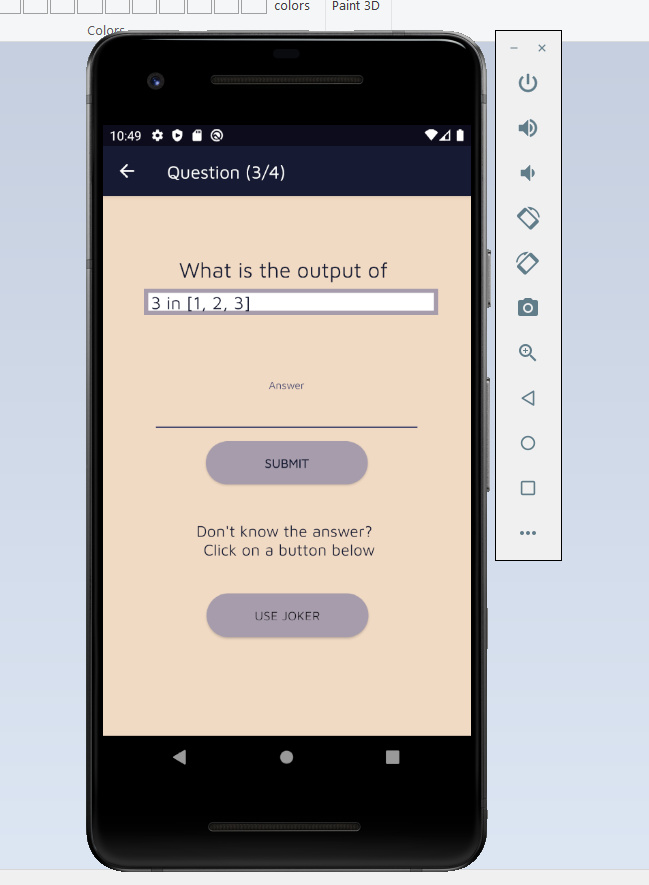 colors
Paint 3D
Colors
10:49
Question (3/4)
What is the output of
3 in [1, 2, 3]
Answer
SUBMIT
Don't know the answer?
Click on a button below
USE JOKER